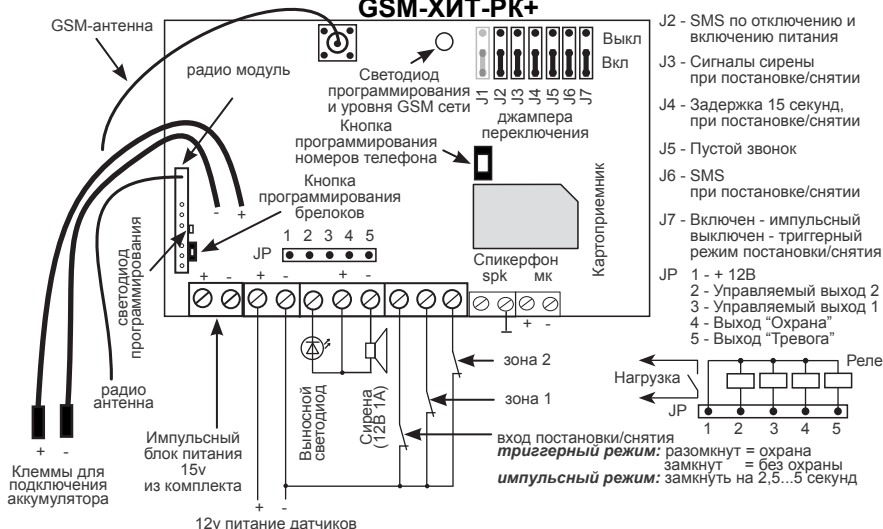 GSM-ХИТ-РК+
GSM-антенна
радио модуль
Светодиод
программирования
и уровня GSM сети
Кнопка
программирования
номеров телефона
Кнопка
программирования
брелоков
Выкл
Вкл
J1
J2
J3
J4
J5
J6
J7
джампера
переключения
Картоприемник
- +
светодиод
программирования
JP 1 2 3 4 5
+ - + - + -
Спикерфон
spk мк
+ -
радио
антенна
+ -
Клеммы для
подключения
аккумулятора
Импульсный
блок питания
15v
из комплекта
Выносной
светодиод
Сирена
(12В 1А)
+ -
12v питание датчиков
зона 2
зона 1
вход постановки/снятия
триггерный режим: разомкнут = охрана
замкнут = без охраны
импульсный режим: замкнуть на 2,5...5 секунд
J2 - SMS по отключению и
включению питания
J3 - Сигналы сирены
при постановке/снятии
J4 - Задержка 15 секунд,
при постановке/снятии
J5 - Пустой звонок
J6 - SMS
при постановке/снятии
J7 - Включен - импульсный
выключен - триггерный
режим постановки/снятия
JP 1 - + 12В
2 - Управляемый выход 2
3 - Управляемый выход 1
4 - Выход “Охрана”
5 - Выход “Тревога”
Реле
Нагрузка
JP
1 2 3 4 5